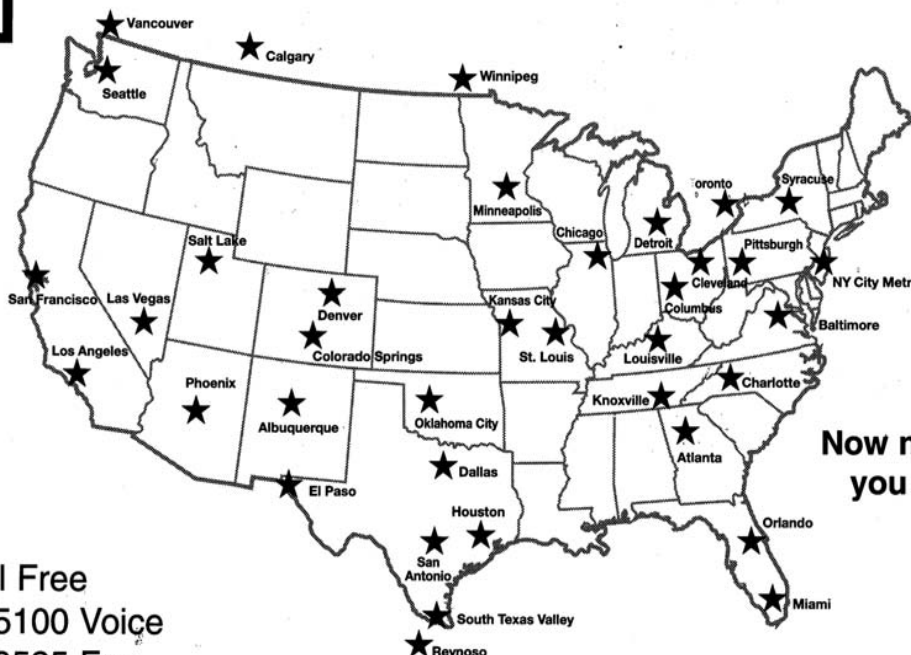 Vancouver
Calgary
Winnipeg
Seattle
Minneapolis
oronto
Syracuse
Chicago
Detroit
Salt Lake
Pittsburgh
Cleveland
NY City Metr
San Francisco
Las Vegas
Denver
Kansas City
Columbus
Baltimore
Colorado Springs
St. Louis
Louisville
Los Angeles
Phoenix
Knoxville
Charlotte
Albuquerque
Oklahoma City
Atlanta
Now
you
Dallas
El Paso
Houston
Orlando
San
Antonio
l Free
5100 Voice
South Texas Valley
Miami
Reynoso